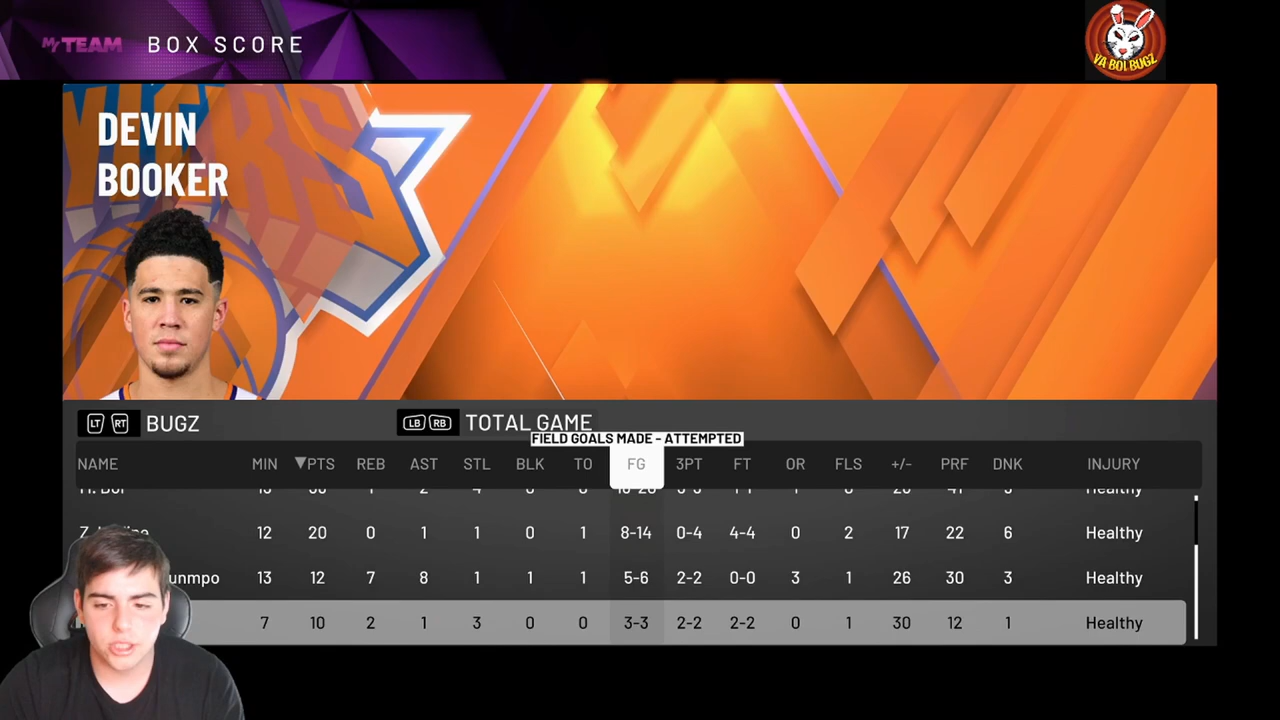 MyTEAM BOX SCORE
VA BOI BUGZ
DEVIN
BOOKER
LT RT BUGZ LB RB TOTAL GAME
FIELD GOALS MADE - ATTEMPTED
NAME MIN ▼PTS REB AST STL BLK TO FG 3PT FT OR FLS +/- PRF DNK INJURY
Healthy
12 20 0 1 1 0 1 8-14 0-4 4-4 0 2 17 22 6 Healthy
unmpo 13 12 7 8 1 1 1 5-6 2-2 0-0 3 1 26 30 3 Healthy
7 10 2 1 3 0 0 3-3 2-2 2-2 0 1 30 12 1 Healthy